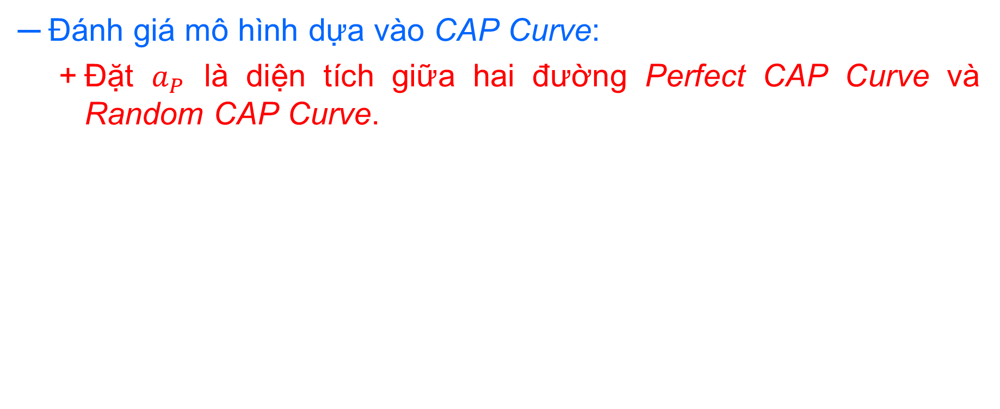 — Đánh giá mô hình dựa vào CAP Curve:
+ Đặt 𝑎𝑃 là diện tích giữa hai đường Perfect CAP Curve và
Random CAP Curve.